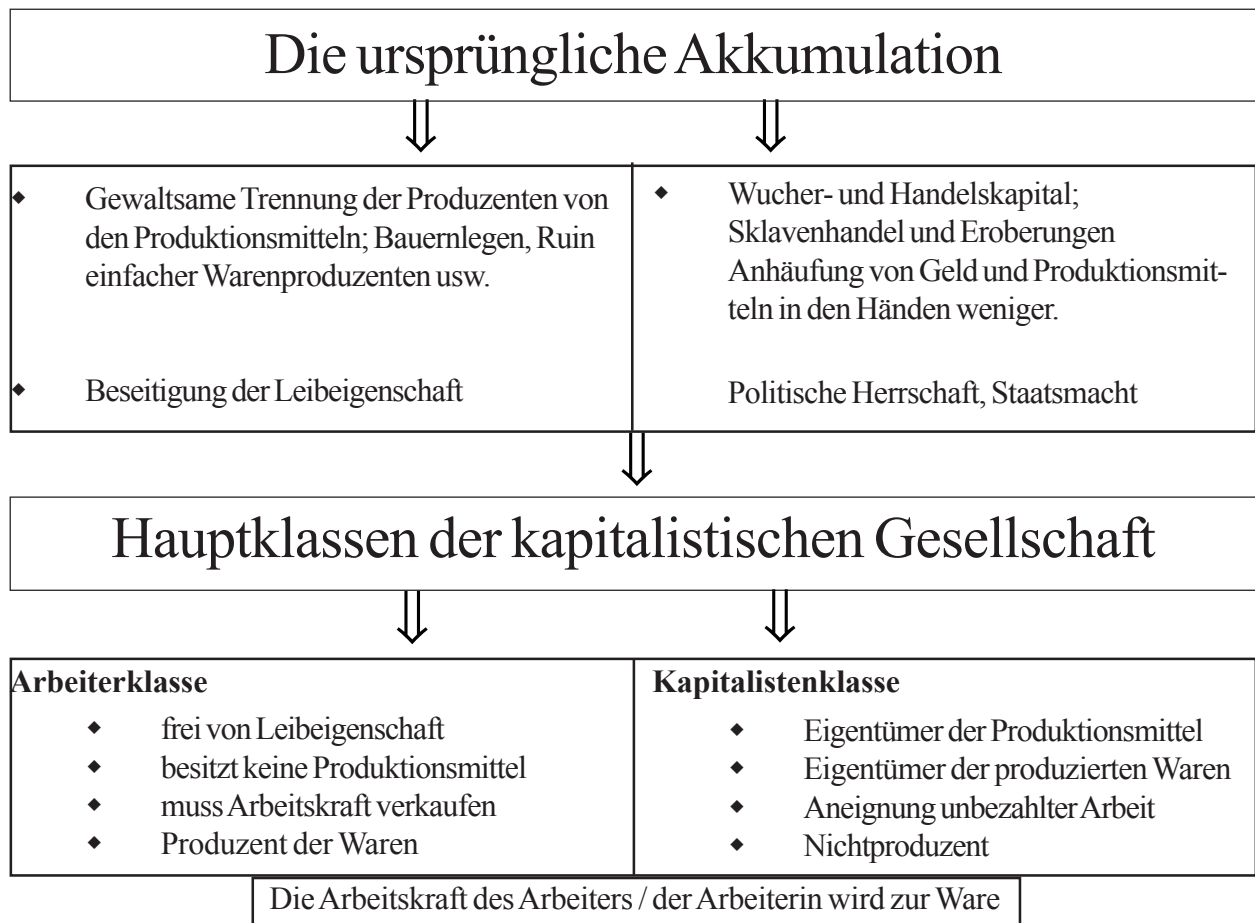 Die ursprüngliche Akkumulation
◆ Gewaltsame Trennung der Produzenten von
den Produktionsmitteln; Bauernlegen, Ruin
einfacher Warenproduzenten usw.
◆ Beseitigung der Leibeigenschaft
◆ Wucher- und Handelskapital;
Sklavenhandel und Eroberungen
Anhäufung von Geld und Produktionsmit-
teln in den Händen weniger.
Politische Herrschaft, Staatsmacht
Hauptklassen der kapitalistischen Gesellschaft
Arbeiterklasse
◆ frei von Leibeigenschaft
◆ besitzt keine Produktionsmittel
◆ muss Arbeitskraft verkaufen
◆ Produzent der Waren
Kapitalistenklasse
◆ Eigentümer der Produktionsmittel
◆ Eigentümer der produzierten Waren
◆ Aneignung unbezahlter Arbeit
◆ Nichtproduzent
Die Arbeitskraft des Arbeiters / der Arbeiterin wird zur Ware